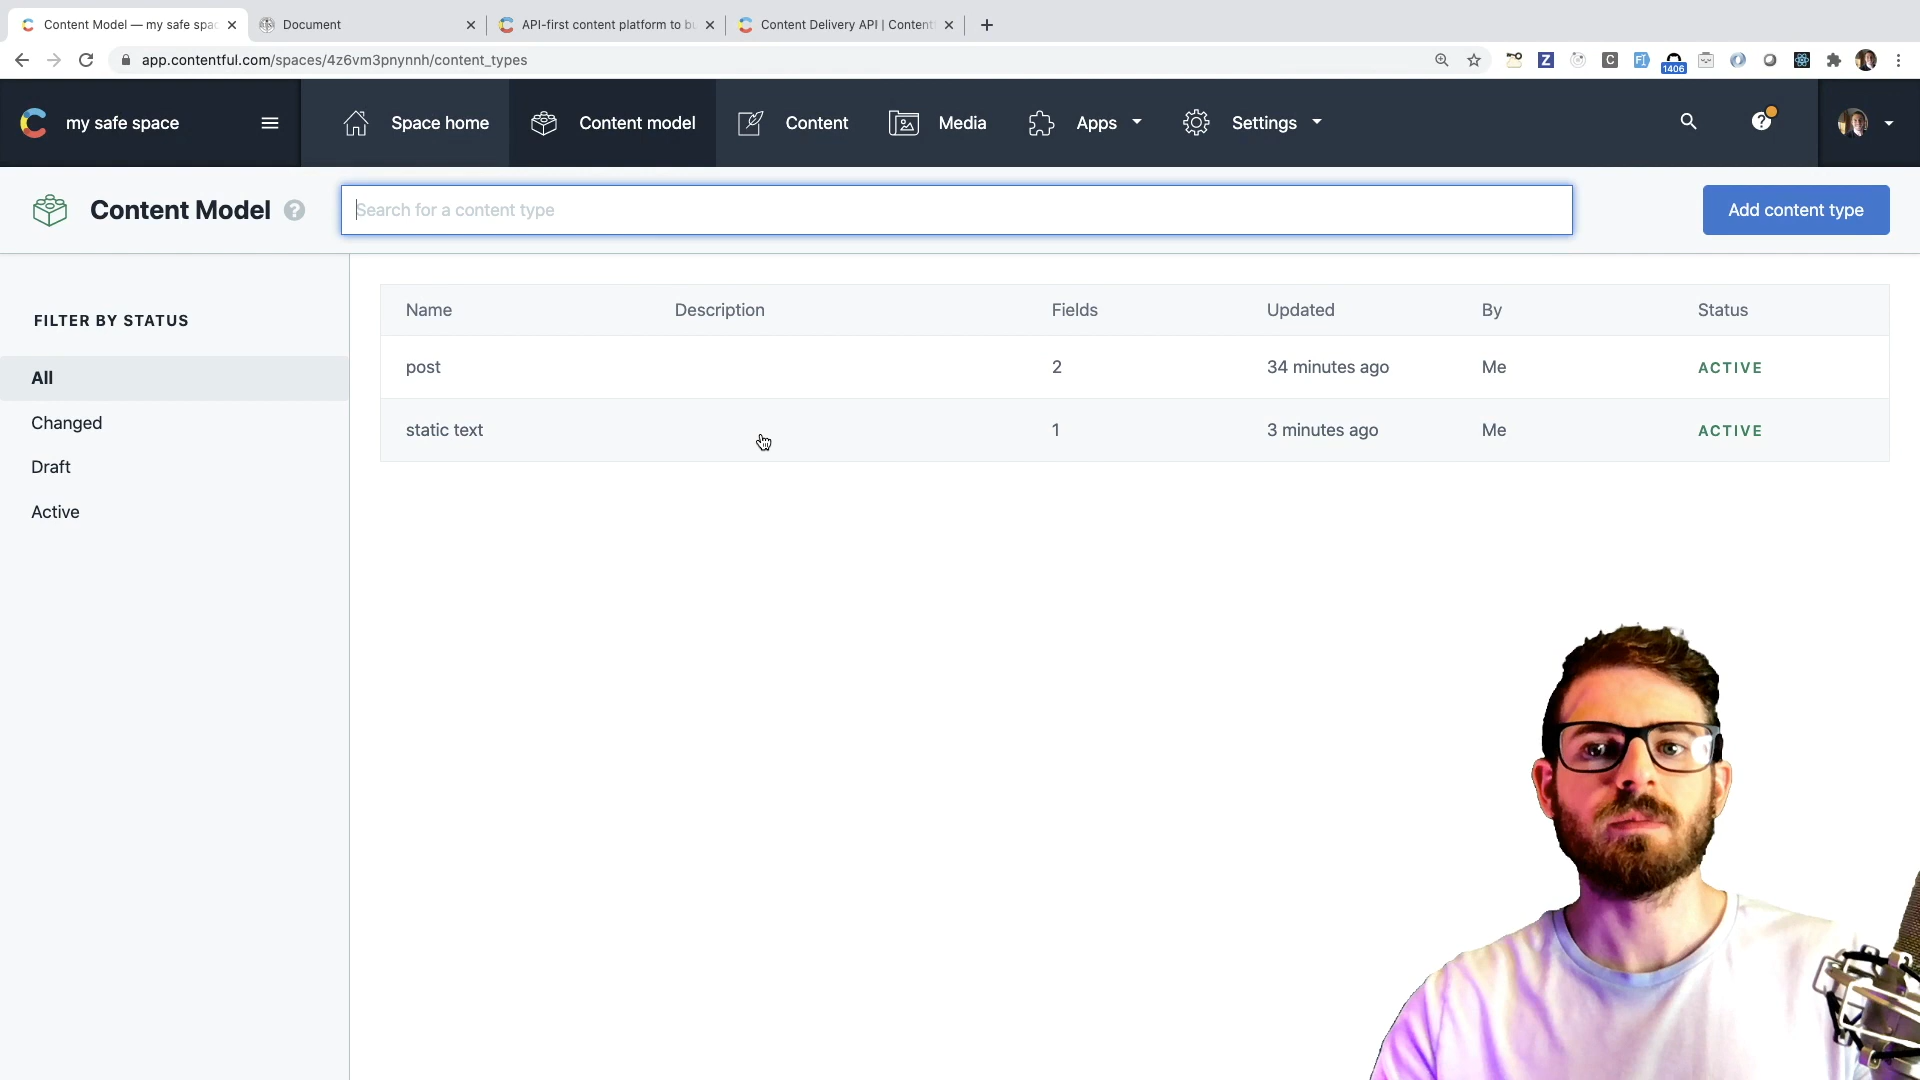 Content Model — my safe spac
Document
API-first content platform to bu
Content Delivery API | Content
app.contentful.com/spaces/4z6vm3pnynnh/content_types
Z
C
1406
my safe space
Space home
Content model
Content
Media
Apps
Settings
?
Content Model
?
Search for a content type
Add content type
FILTER BY STATUS
All
Changed
Draft
Active
Name Description Fields Updated By Status
post 2 34 minutes ago Me ACTIVE
static text 1 3 minutes ago Me ACTIVE